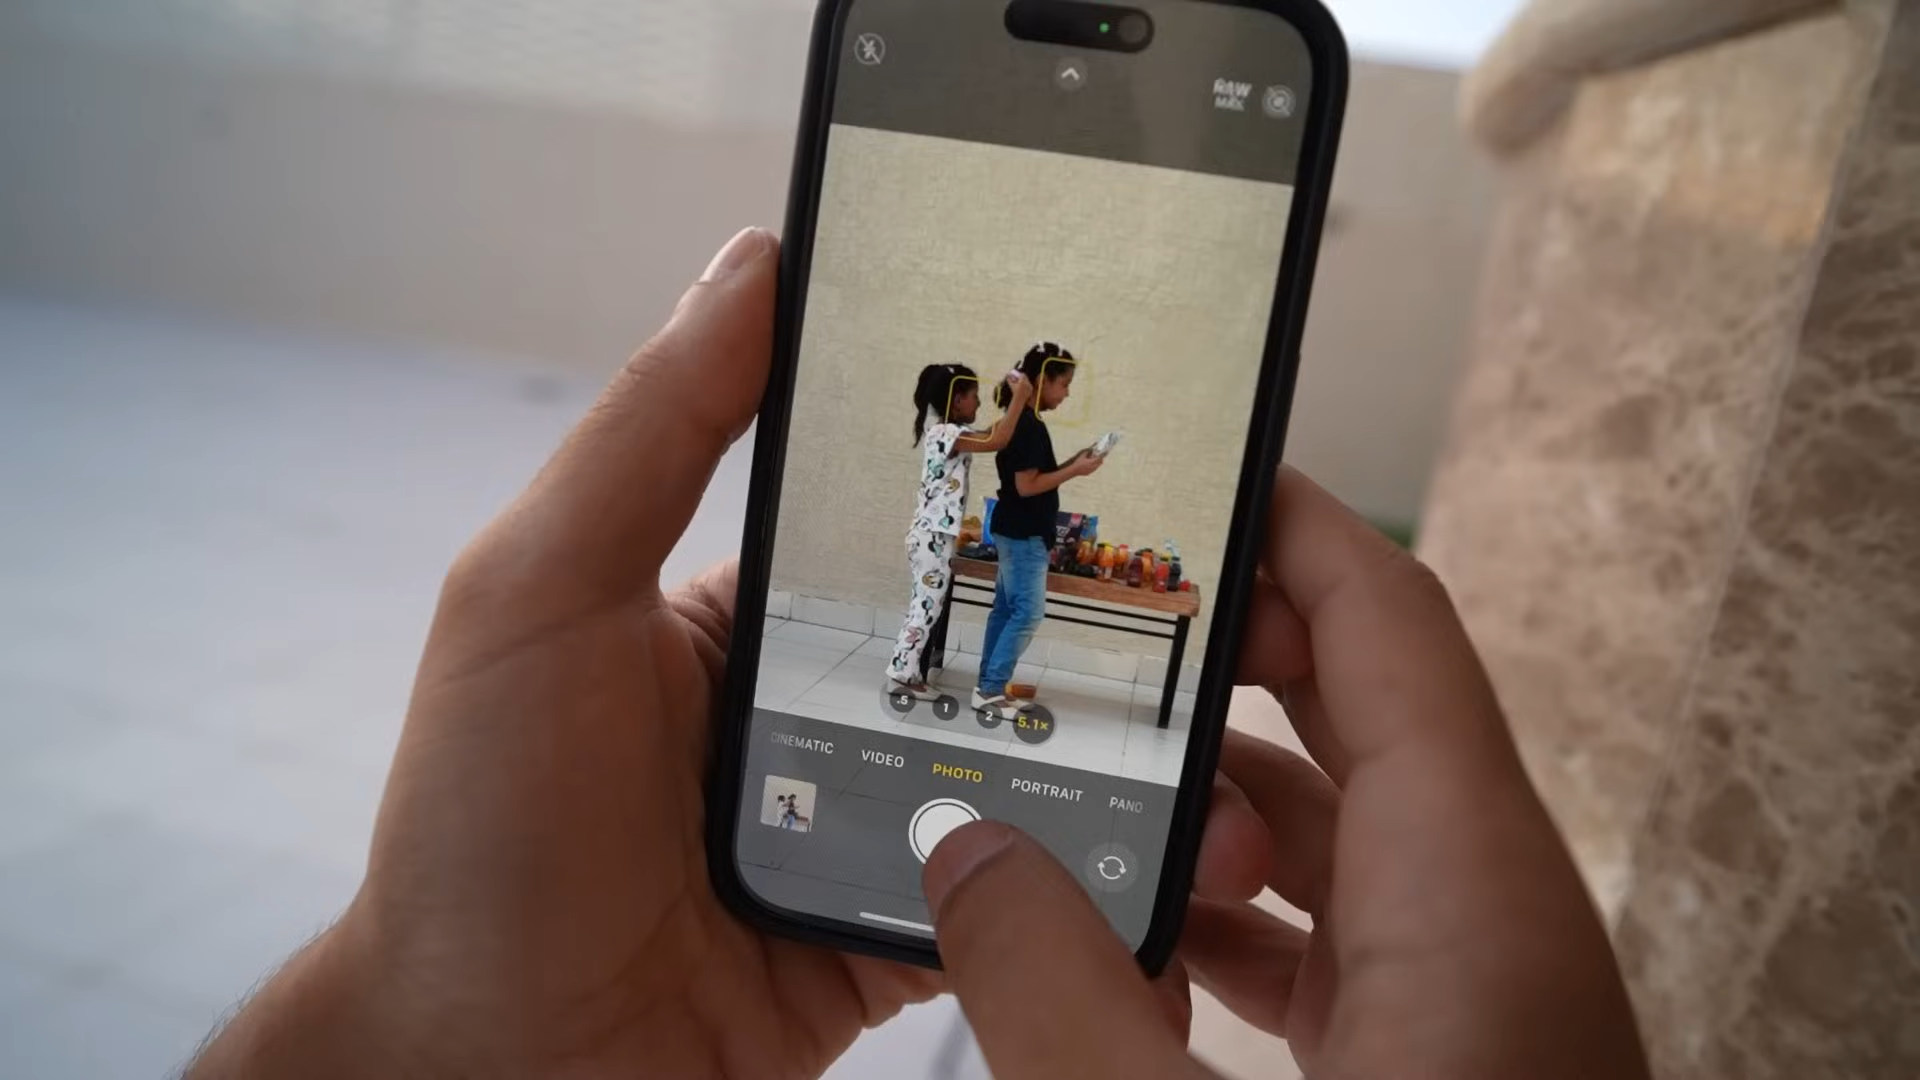 RAW
MAX
.5
1
2
5.1×
CINEMATIC
VIDEO
PHOTO
PORTRAIT
PANO